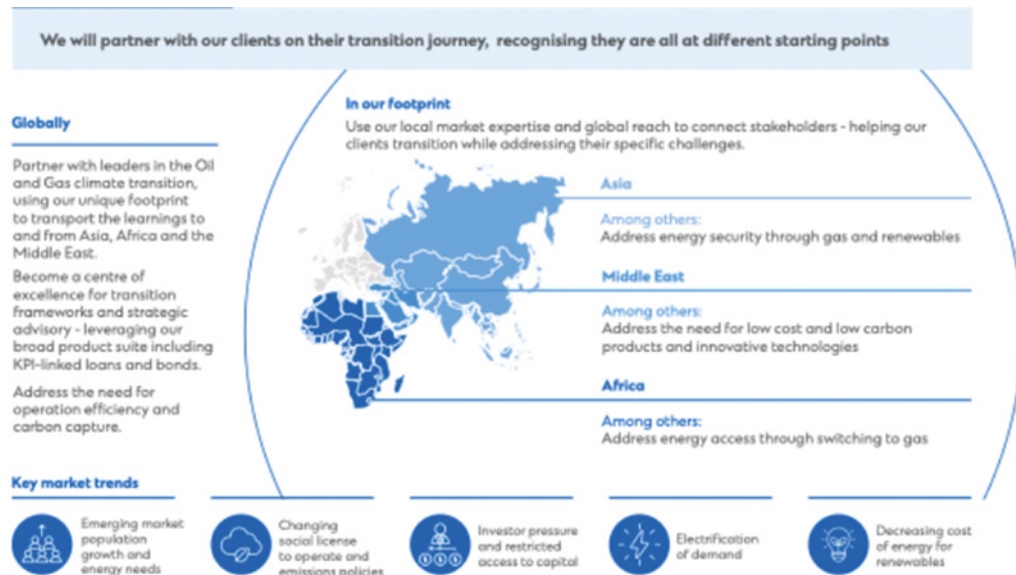 We will partner with our clients on their transition journey, recognising they are all at different starting points
Globally
Partner with leaders in the Oil
and Gas climate transition,
using our unique footprint
to transport the learnings to
and from Asia, Africa and the
Middle East.
Become a centre of
excellence for transition
frameworks and strategic
advisory - leveraging our
broad product suite including
KPI-linked loans and bonds.
Address the need for
operation efficiency and
carbon capture.
In our footprint
Use our local market expertise and global reach to connect stakeholders - helping our
clients transition while addressing their specific challenges.
Asia
Among others:
Address energy security through gas and renewables
Middle East
Among others:
Address the need for low cost and low carbon
products and innovative technologies
Africa
Among others:
Address energy access through switching to gas
Key market trends
Emerging market
population
growth and
energy needs
Changing
social license
to operate and
emissions policies
Investor pressure
and restricted
access to capital
Electrification
of demand
Decreasing cost
of energy for
renewables